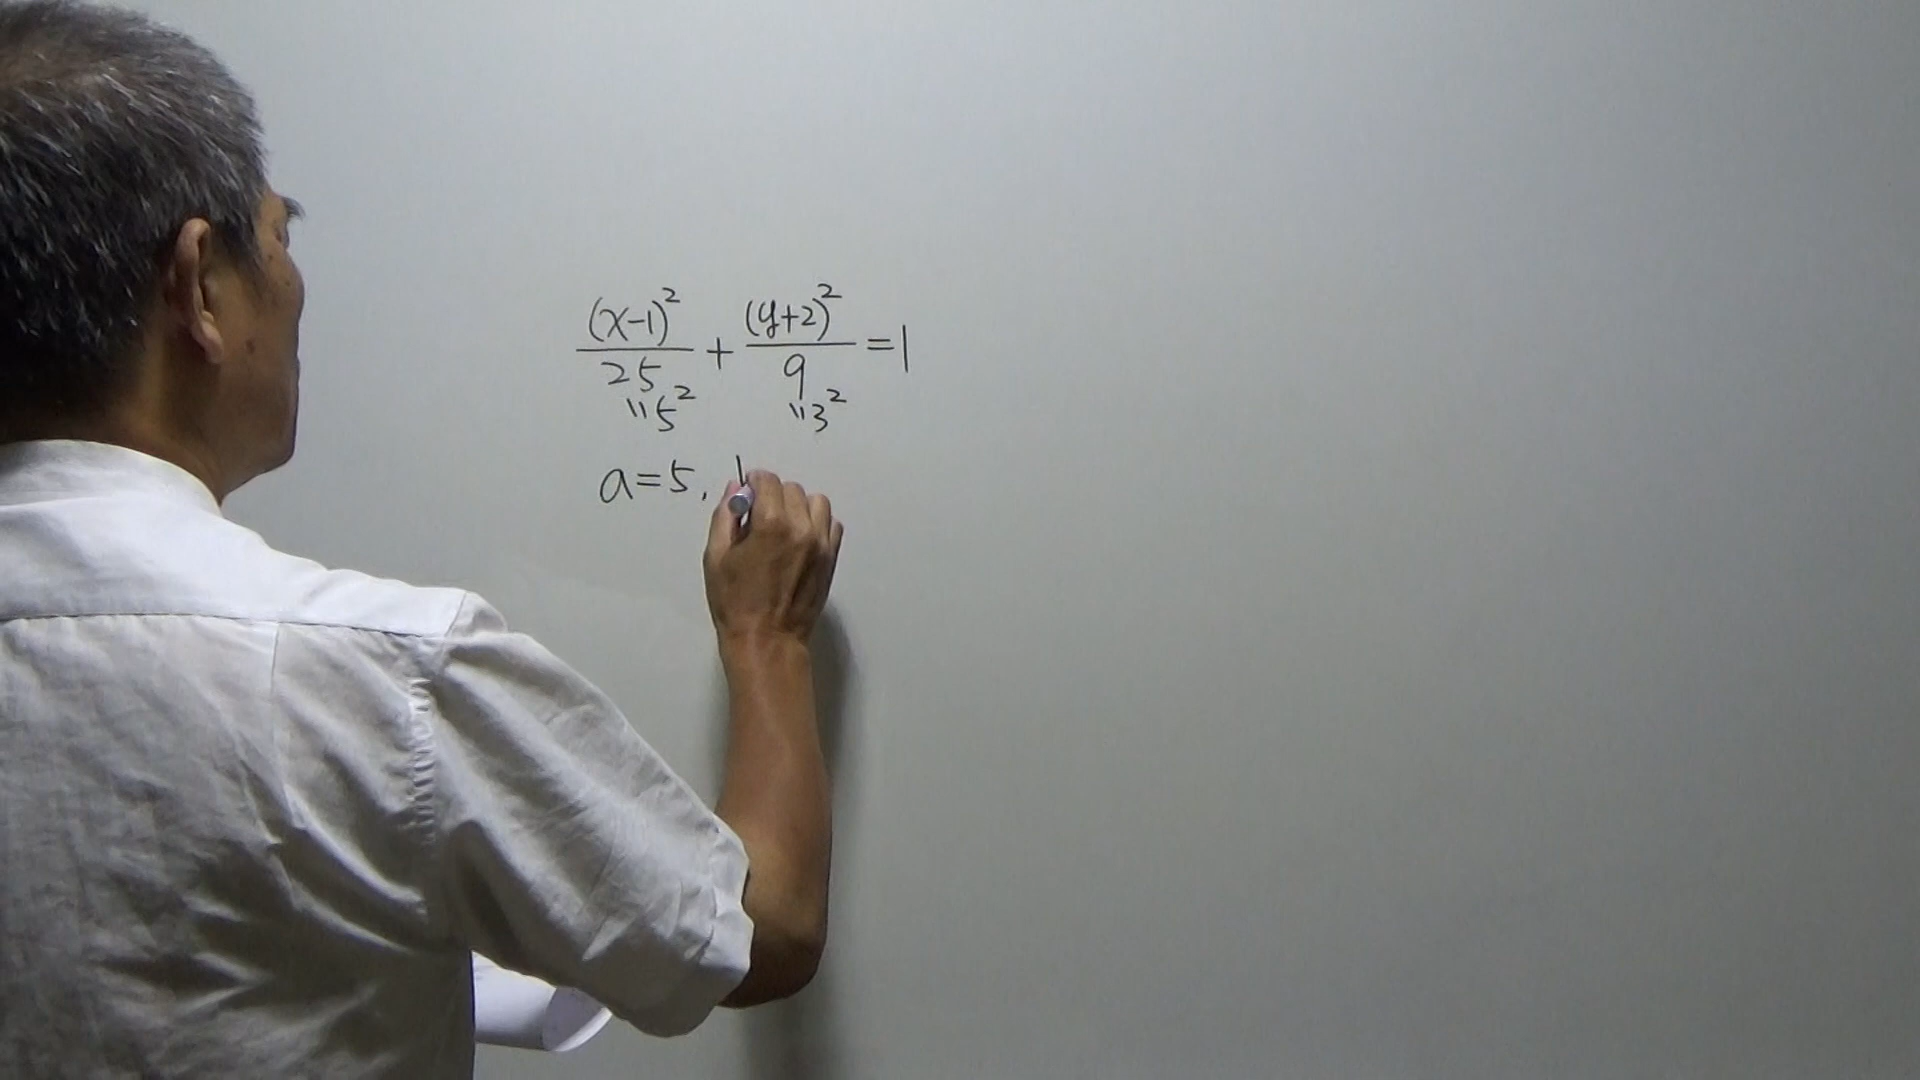 (x-1)²/25 + (y+2)²/9 = 1
"5² "3²
a=5,